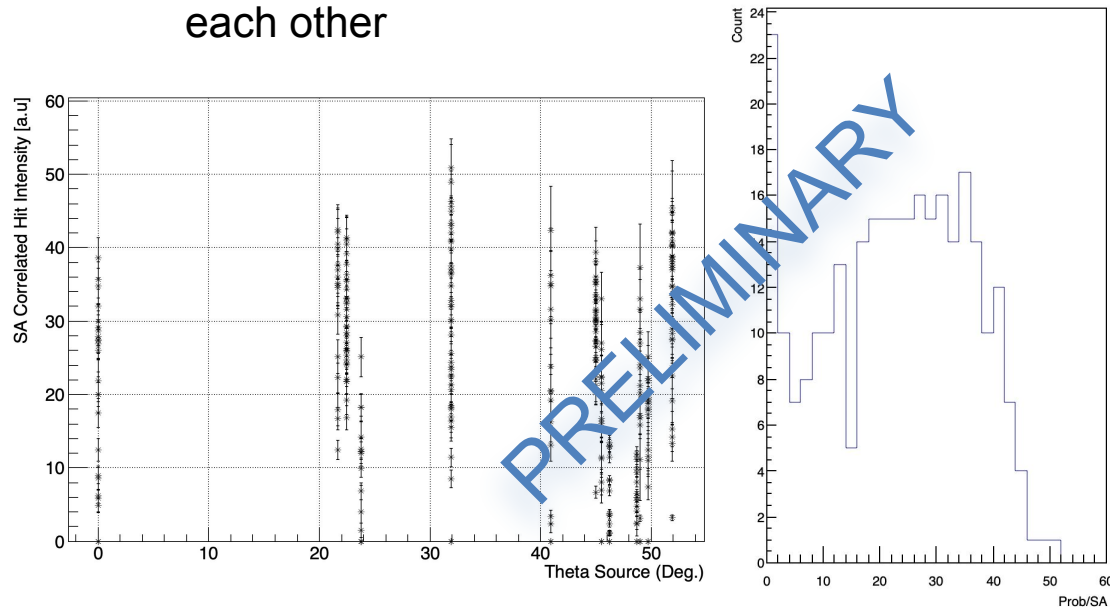 each other
SA Correlated Hit Intensity [a.u]
60
50
40
30
20
10
0
0 10 20 30 40 50
Theta Source (Deg.)
PRELIMINARY
Count
24
22
20
18
16
14
12
10
8
6
4
2
0
0 10 20 30 40 50 60
Prob/SA